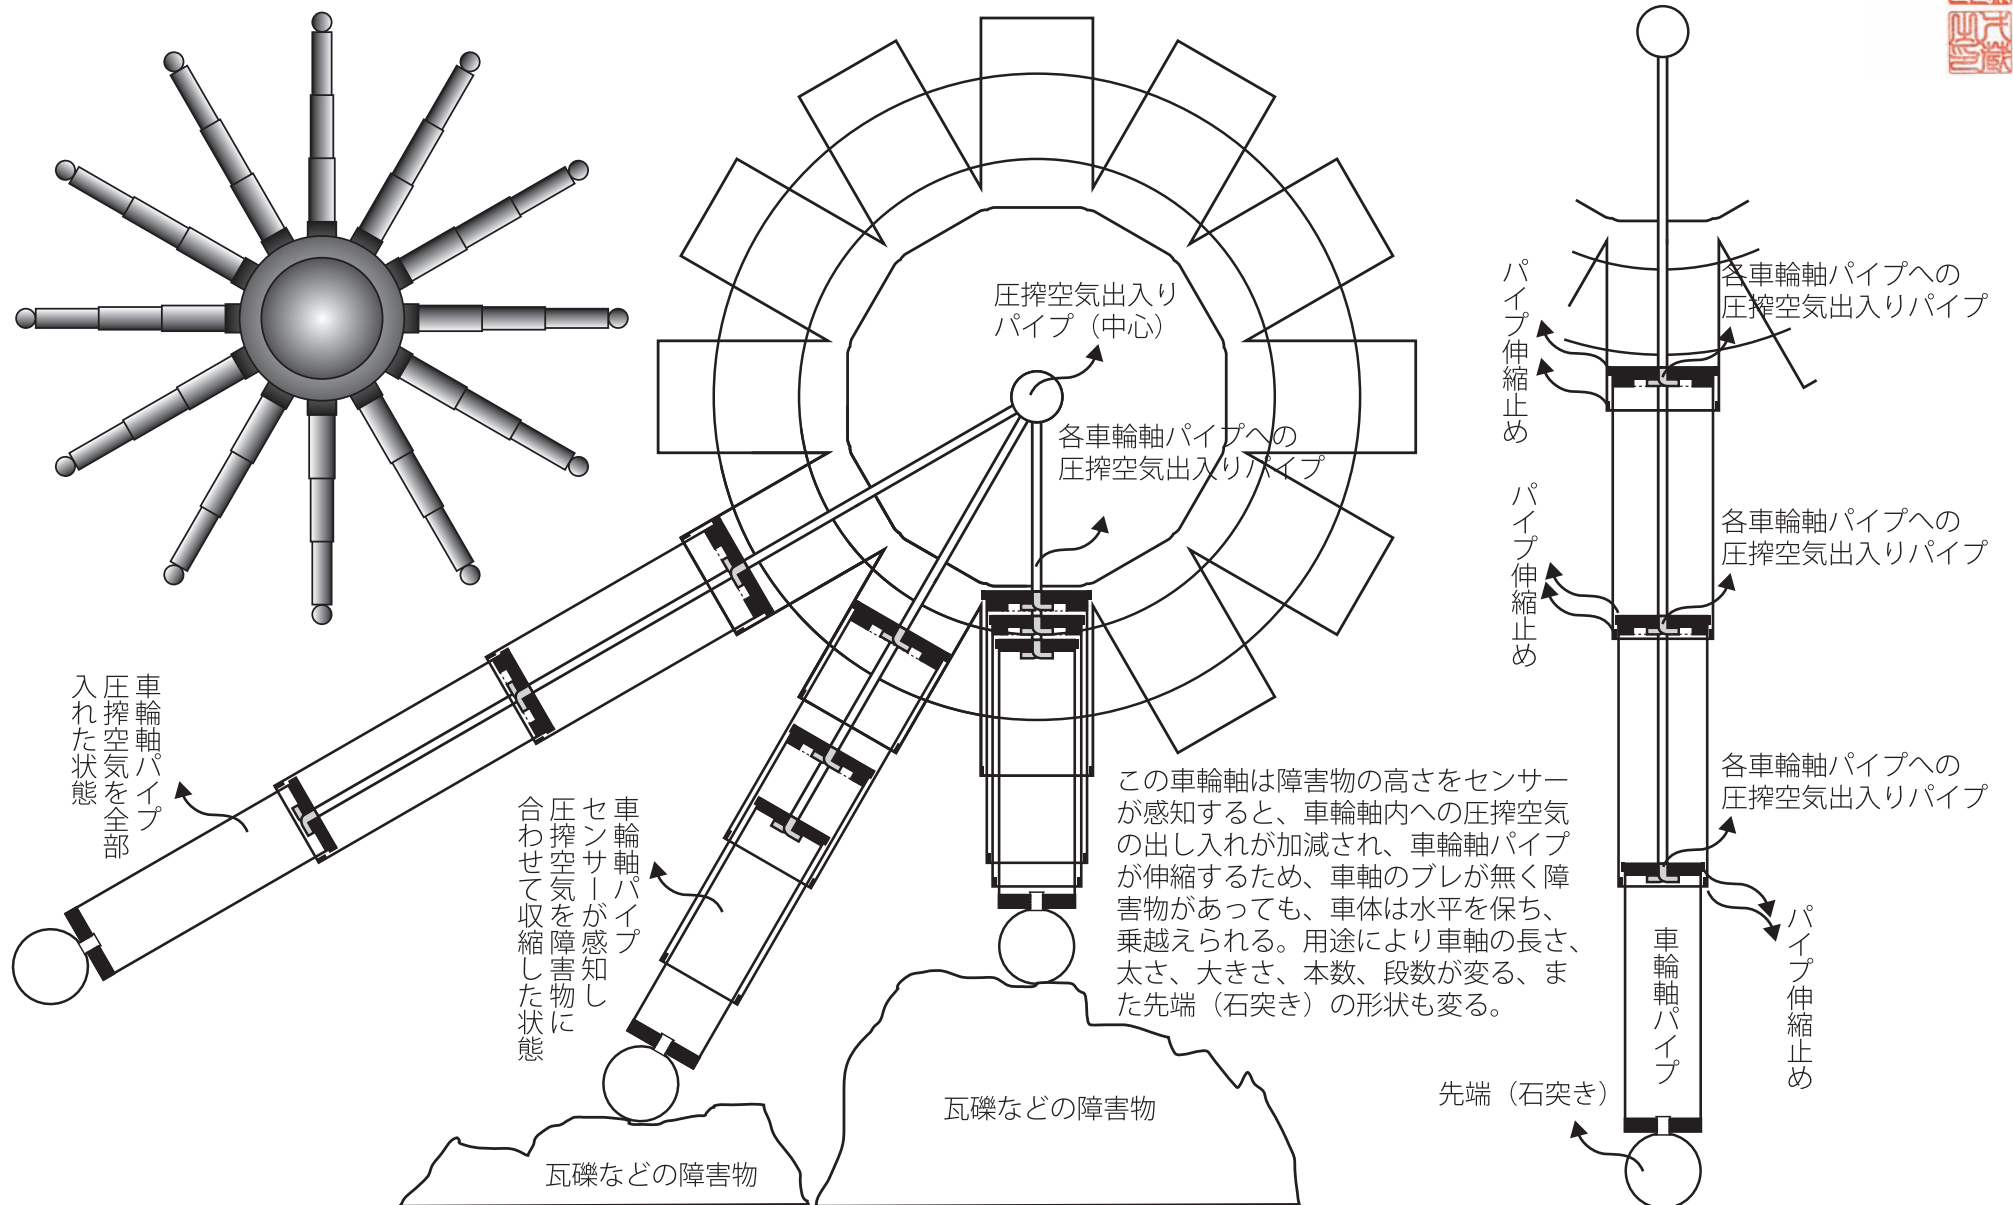 圧搾空気出入り
パイプ（中心）
各車輪軸パイプへの
圧搾空気出入りパイプ
車輪軸パイプ
圧搾空気を全部
入れた状態
車輪軸パイプ
センサーが感知し
圧搾空気を障害物に
合わせて収縮した状態
この車輪軸は障害物の高さをセンサー
が感知すると、車輪軸内への圧搾空気
の出し入れが加減され、車輪軸パイプ
が伸縮するため、車軸のブレが無く障
害物があっても、車体は水平を保ち、
乗越えられる。用途により車軸の長さ、
太さ、大きさ、本数、段数が変る、ま
た先端（石突き）の形状も変る。
瓦礫などの障害物
瓦礫などの障害物
パイプ伸縮止め
各車輪軸パイプへの
圧搾空気出入りパイプ
パイプ伸縮止め
各車輪軸パイプへの
圧搾空気出入りパイプ
各車輪軸パイプへの
圧搾空気出入りパイプ
パイプ伸縮止め
車輪軸パイプ
先端（石突き）